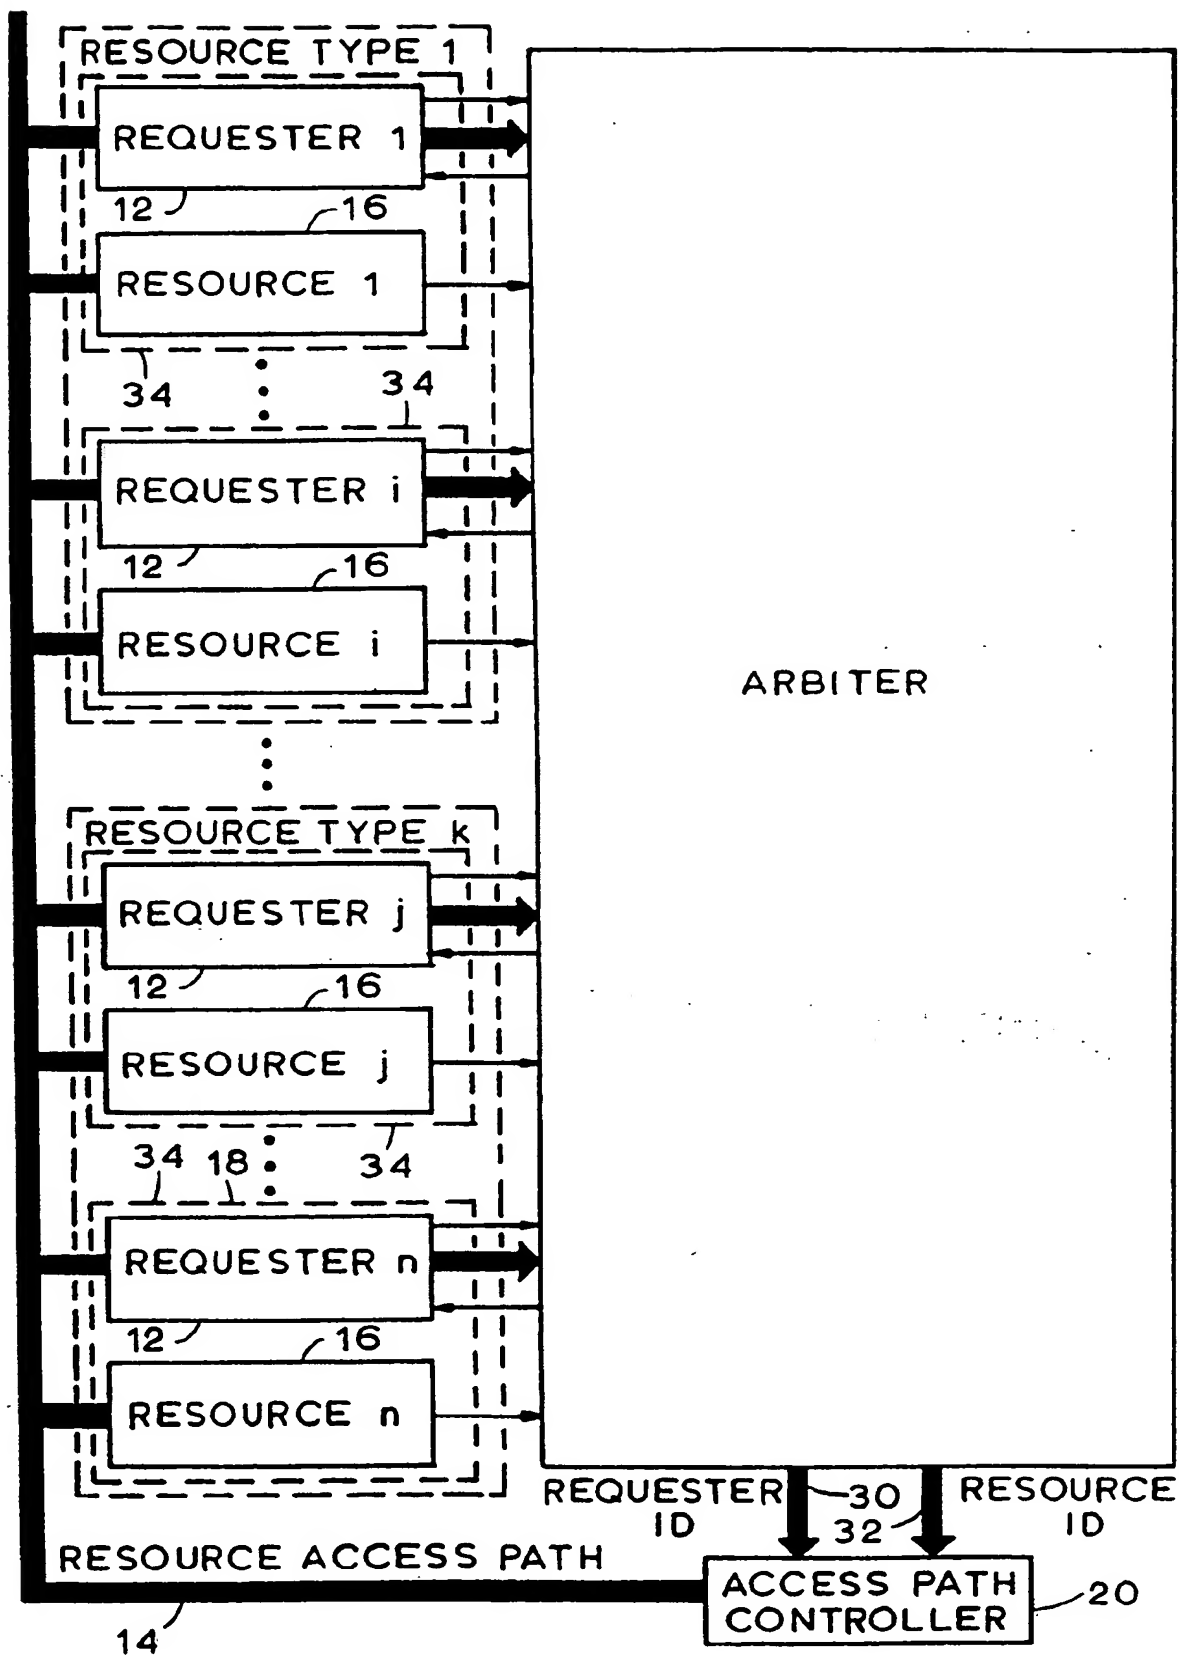 RESOURCE TYPE 1
REQUESTER 1
12
16
RESOURCE 1
34
34
REQUESTER i
12
16
RESOURCE i
ARBITER
RESOURCE TYPE k
REQUESTER j
12
16
RESOURCE j
34
34
18
REQUESTER n
12
16
RESOURCE n
REQUESTER ID
30
32
RESOURCE ID
RESOURCE ACCESS PATH
14
ACCESS PATH
CONTROLLER
20